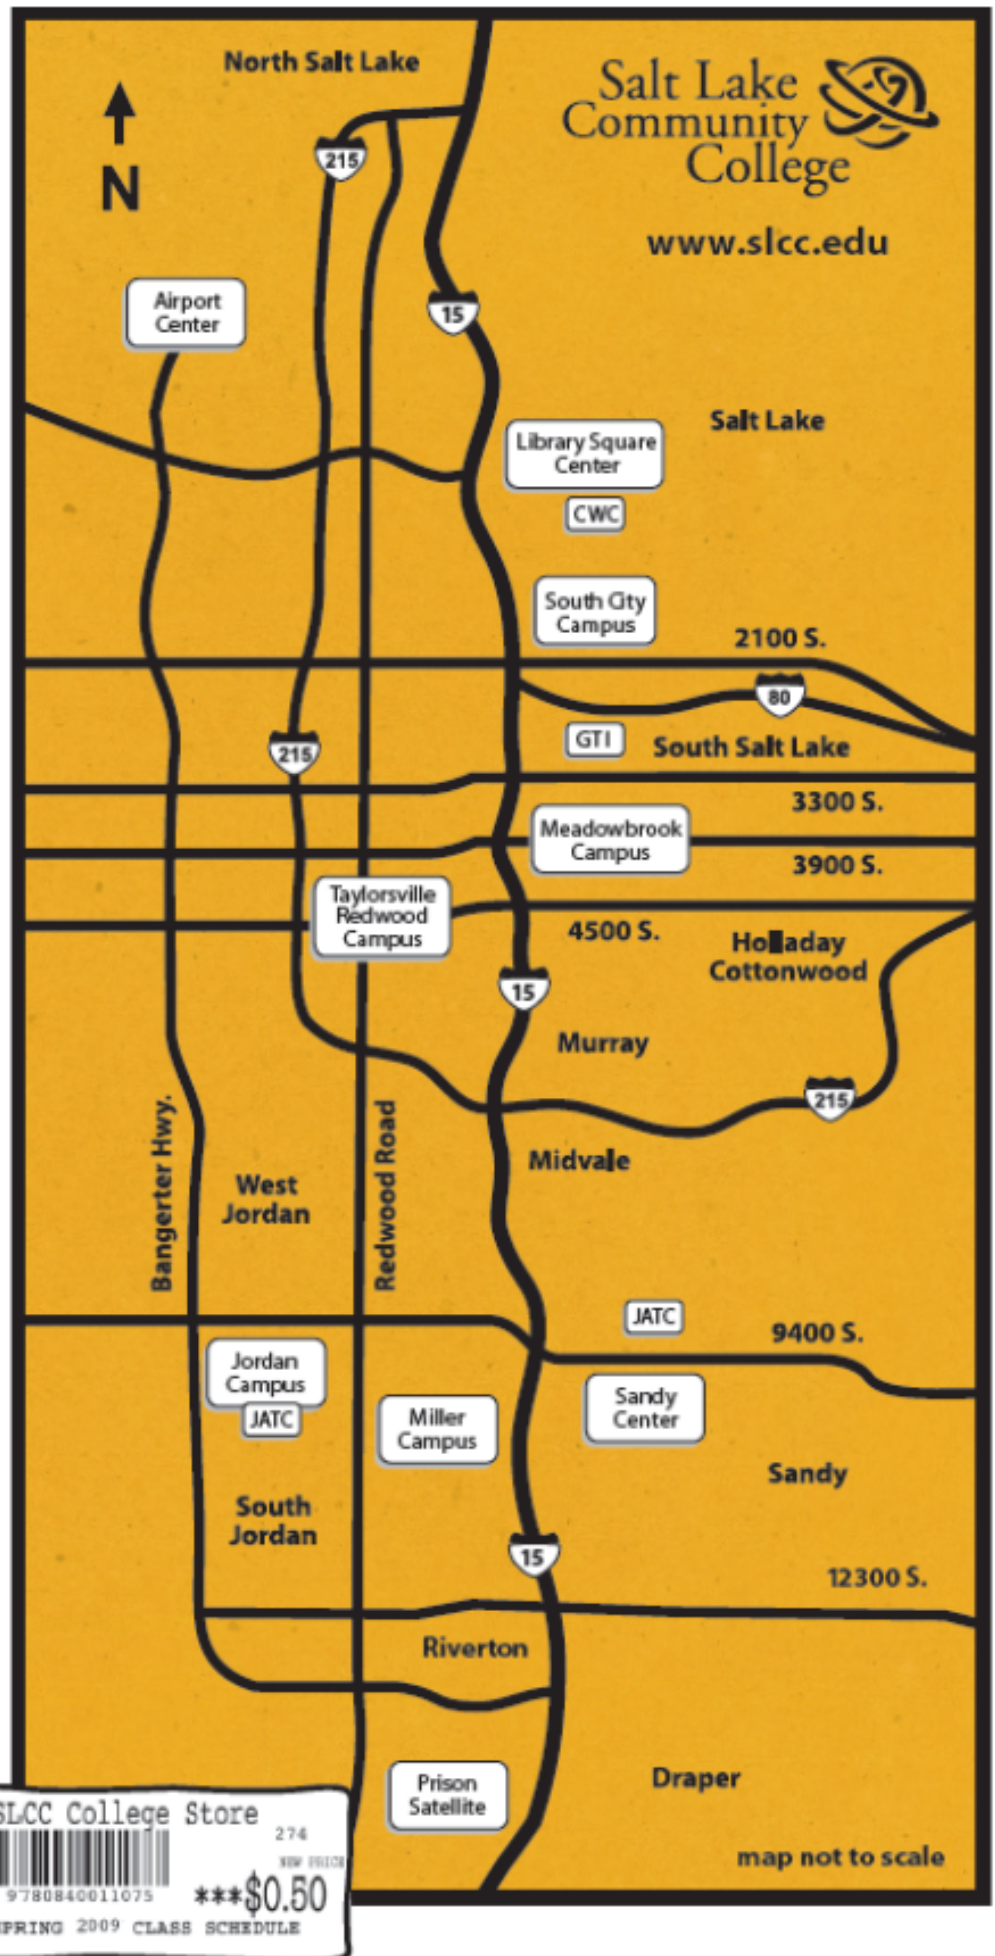 North Salt Lake
Salt Lake
Community
College
215
N
www.slcc.edu
Airport
Center
15
Salt Lake
Library Square
Center
CWC
South City
Campus
2100 S.
80
GTI
South Salt Lake
215
3300 S.
Meadowbrook
Campus
3900 S.
Taylorsville
Redwood
Campus
4500 S.
Holladay
Cottonwood
15
Murray
215
Bangerter Hwy.
Redwood Road
Midvale
West
Jordan
JATC
9400 S.
Jordan
Campus
JATC
Miller
Campus
Sandy
Center
Sandy
South
Jordan
15
12300 S.
Riverton
Prison
Satellite
Draper
map not to scale
SLCC College Store
274
NEW PRICE
9780840011075
***$0.50
SPRING 2009 CLASS SCHEDULE